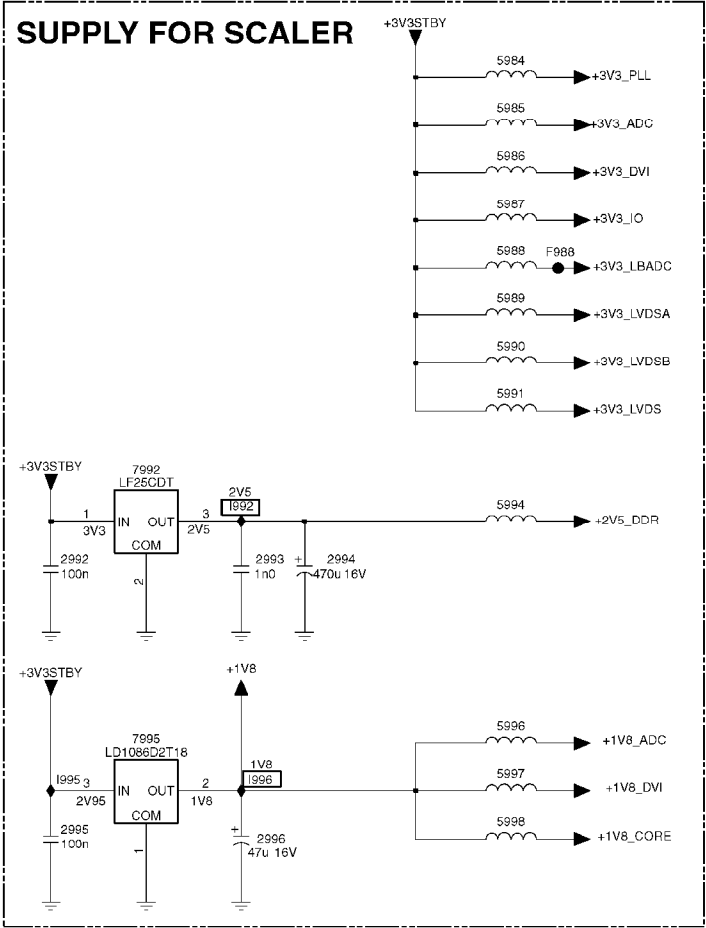 SUPPLY FOR SCALER
+3V3STBY
5984
+3V3_PLL
5985
+3V3_ADC
5986
+3V3_DVI
5987
+3V3_IO
5988 F988
+3V3_LBADC
5989
+3V3_LVDSA
5990
+3V3_LVDSB
5991
+3V3_LVDS
+3V3STBY
7992
LF25CDT
2V5
I992
5994
1 IN OUT 3
3V3 2V5
+2V5_DDR
COM
2
2992
100n
2993
1n0
2994
+
470u 16V
+3V3STBY
+1V8
7995
LD1086D2T18
1V8
I996
I995 3 IN OUT 2
2V95 1V8
COM
1
2995
100n
+
2996
47u 16V
5996
+1V8_ADC
5997
+1V8_DVI
5998
+1V8_CORE